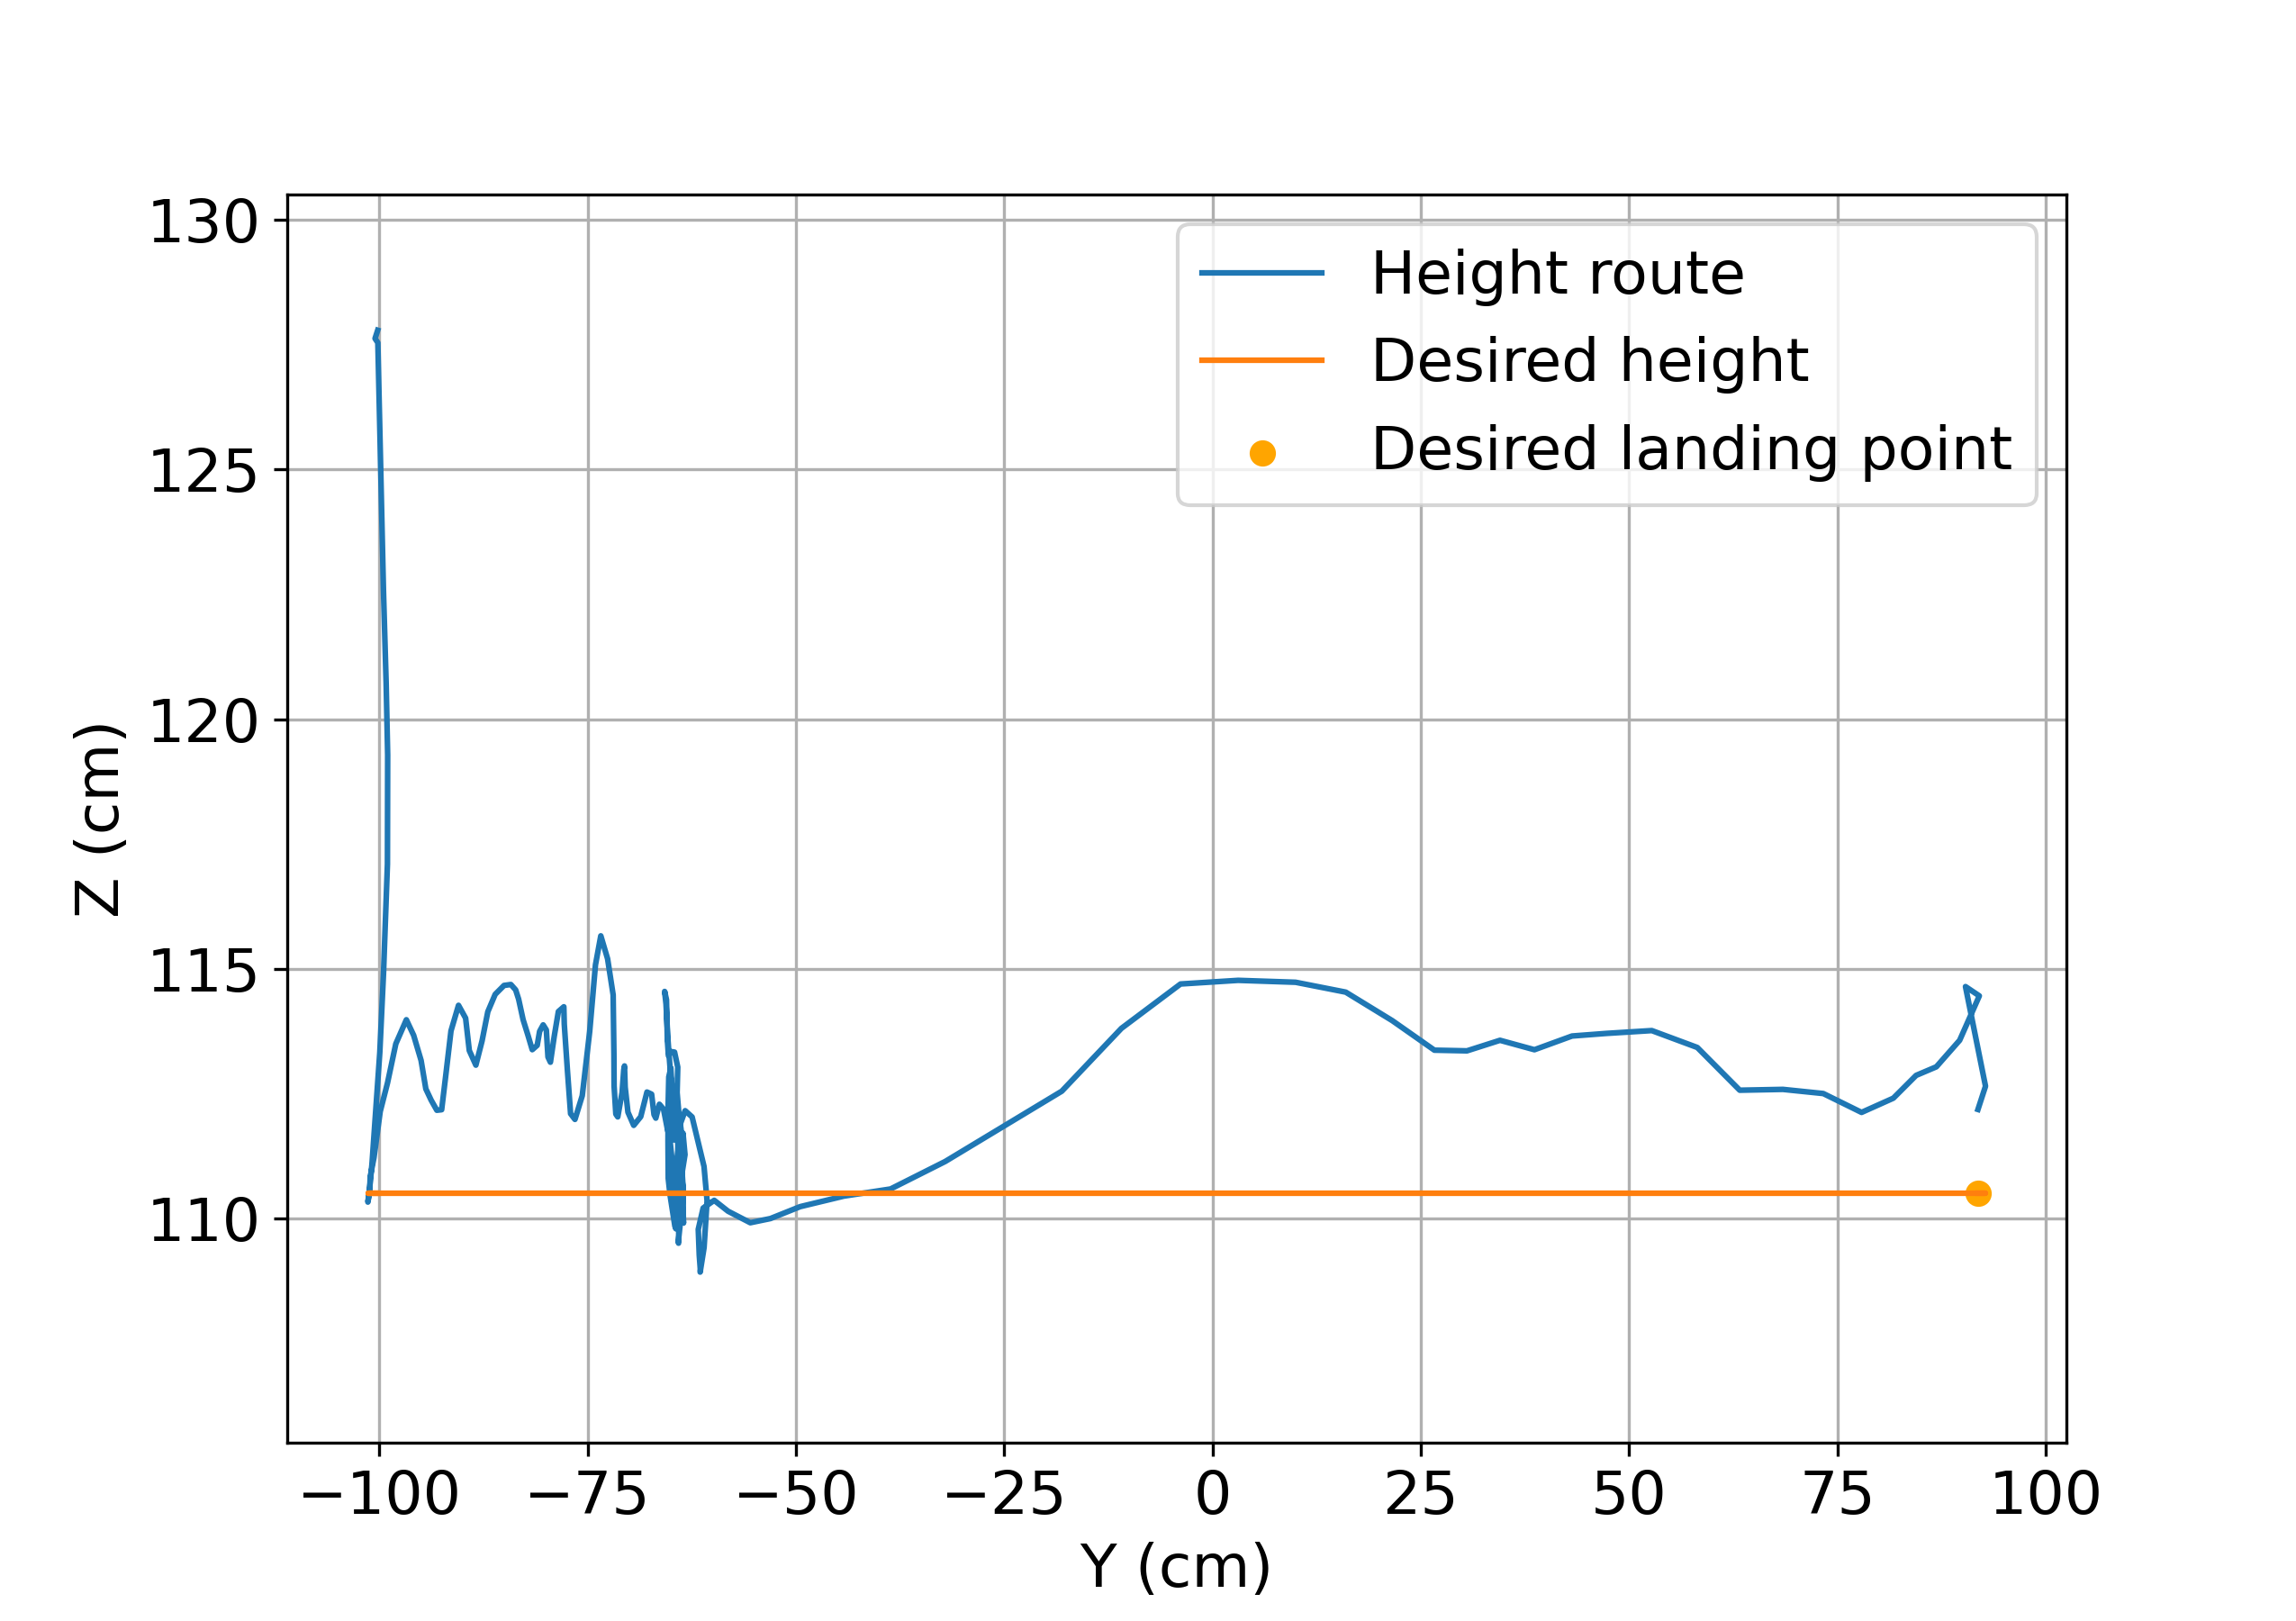 130
125
120
115
110
Z (cm)
Height route
Desired height
Desired landing point
−100 −75 −50 −25 0 25 50 75 100
Y (cm)